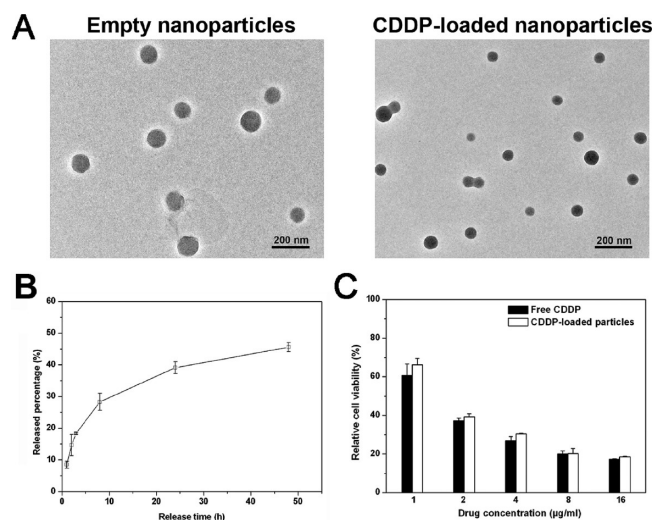 A
Empty nanoparticles
CDDP-loaded nanoparticles
200 nm
200 nm
B
Released percentage (%)
60
50
40
30
20
10
0
0
10
20
30
40
50
Release time (h)
C
Relative cell viability (%)
100
80
60
40
20
0
Free CDDP
CDDP-loaded particles
1
2
4
8
16
Drug concentration (μg/ml)